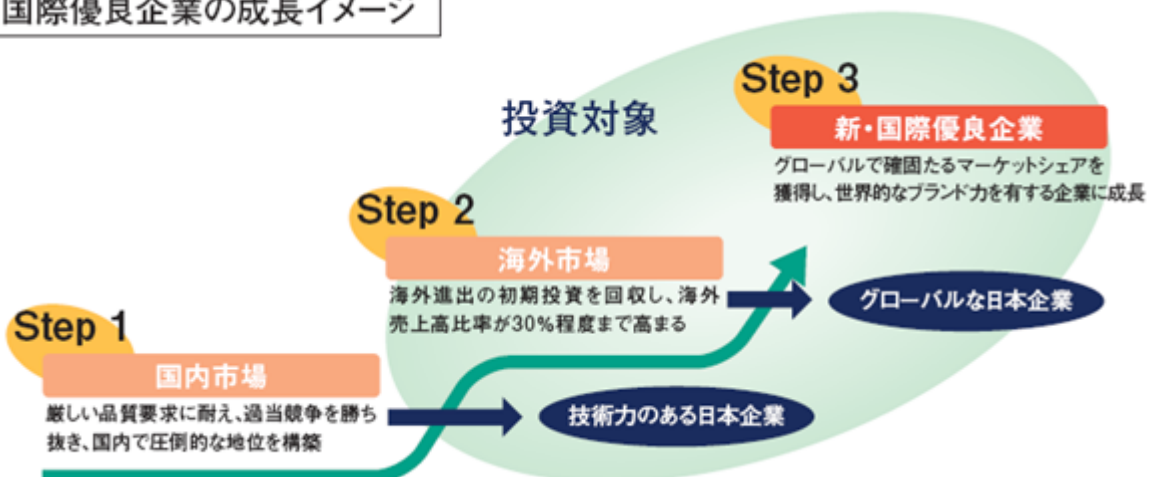 国際優良企業の成長イメージ
投資対象
Step 3
新・国際優良企業
グローバルで確固たるマーケットシェアを
獲得し、世界的なブランド力を有する企業に成長
Step 2
海外市場
海外進出の初期投資を回収し、海外
売上高比率が30%程度まで高まる
グローバルな日本企業
Step 1
国内市場
厳しい品質要求に耐え、過当競争を勝ち
抜き、国内で圧倒的な地位を構築
技術力のある日本企業